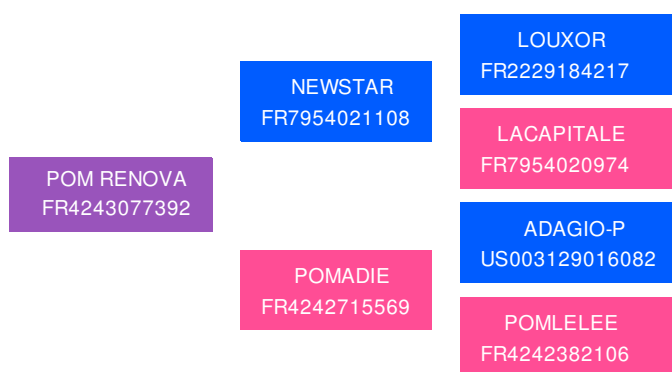 LOUXOR
FR2229184217
NEWSTAR
FR7954021108
LACAPITALE
FR7954020974
POM RENOVA
FR4243077392
ADAGIO-P
US003129016082
POMADIE
FR4242715569
POMLELEE
FR4242382106